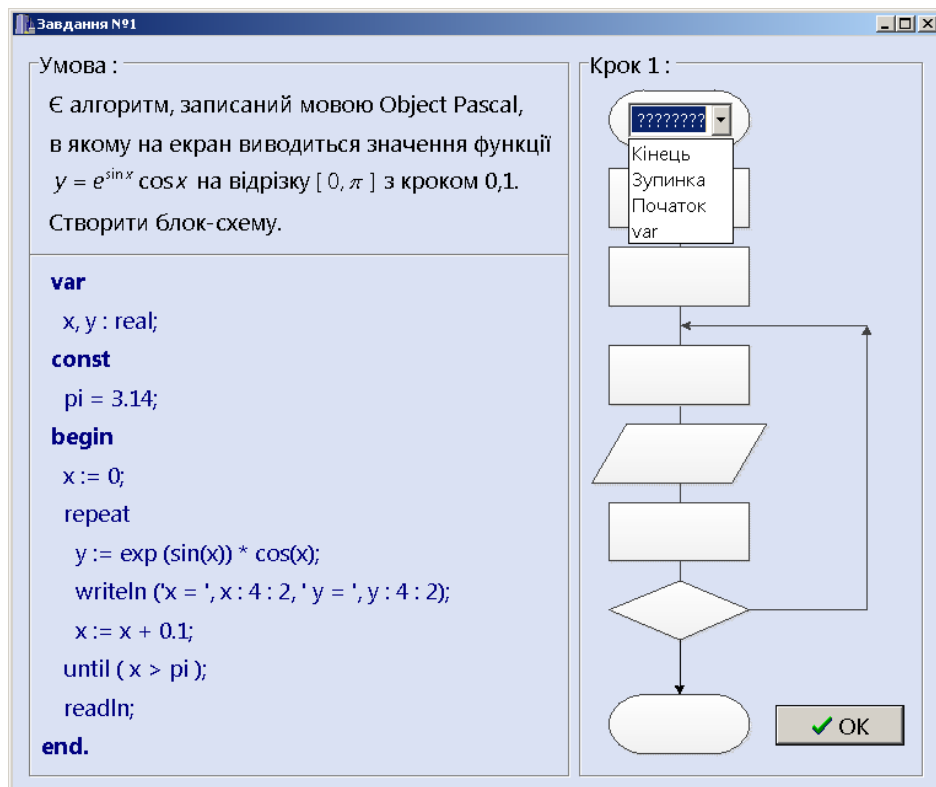 Завдання №1
Умова :
Є алгоритм, записаний мовою Object Pascal,
в якому на екран виводиться значення функції
y = e^sin x cos x на відрізку [ 0, π ] з кроком 0,1.
Створити блок-схему.
var
x, y : real;
const
pi = 3.14;
begin
x := 0;
repeat
y := exp (sin(x)) * cos(x);
writeln ('x = ', x : 4 : 2, ' y = ', y : 4 : 2);
x := x + 0.1;
until ( x > pi );
readln;
end.
Крок 1 :
????????
Кінець
Зупинка
Початок
var
OK